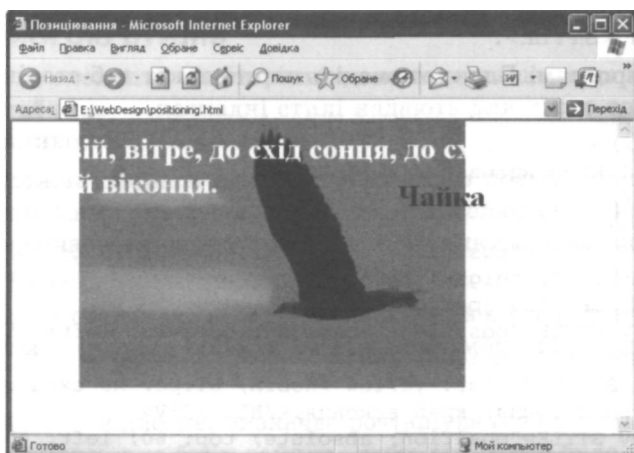 Позиціювання - Microsoft Internet Explorer
Файл Правка Вигляд Обране Сервіс Довідка
Назад Пошук Обране
Адреса: E:\WebDesign\positioning.html Перехід
ій, вітре, до схід сонця, до сх
й віконця.
Чайка
Готово Мой компьютер